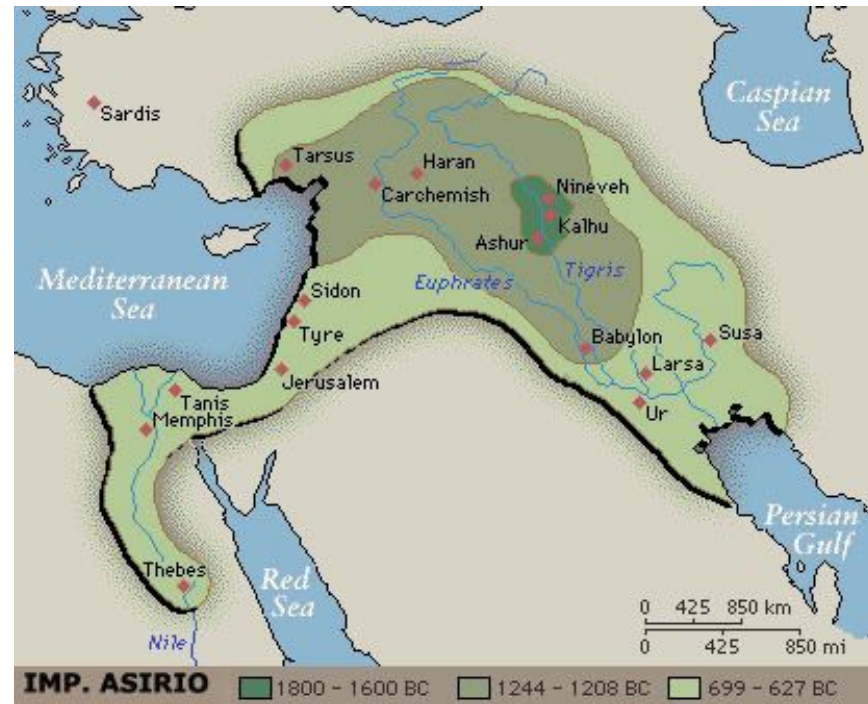 Sardis
Caspian
Sea
Tarsus
Haran
Carchemish
Nineveh
Kalhu
Ashur
Mediterranean
Sea
Euphrates
Tigris
Sidon
Tyre
Jerusalem
Babylon
Susa
Larsa
Ur
Tanis
Memphis
Persian
Gulf
Thebes
Red
Sea
Nile
0 425 850 km
0 425 850 mi
IMP. ASIRIO 1800 - 1600 BC 1244 - 1208 BC 699 - 627 BC